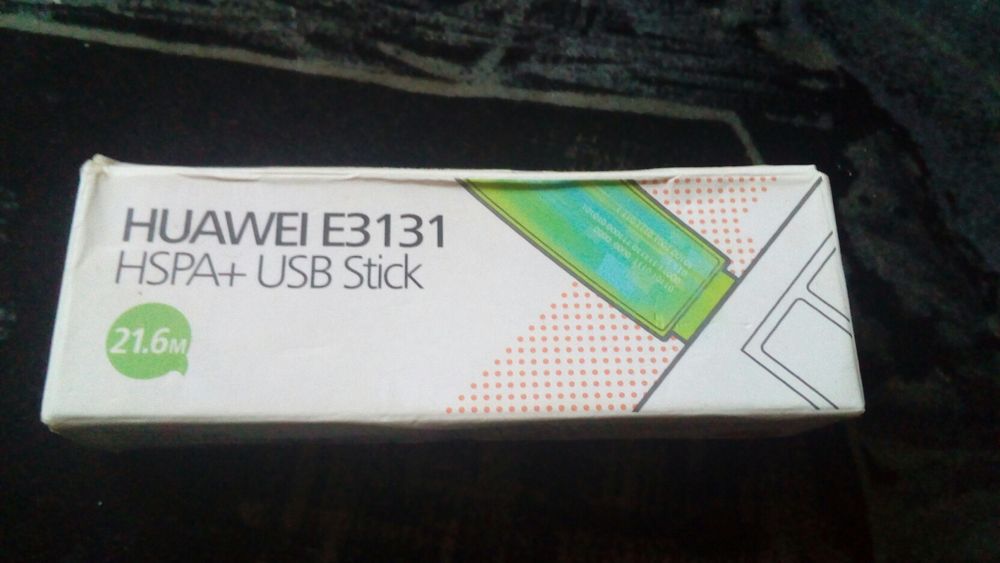 HUAWEI E3131
HSPA+ USB Stick
21.6M